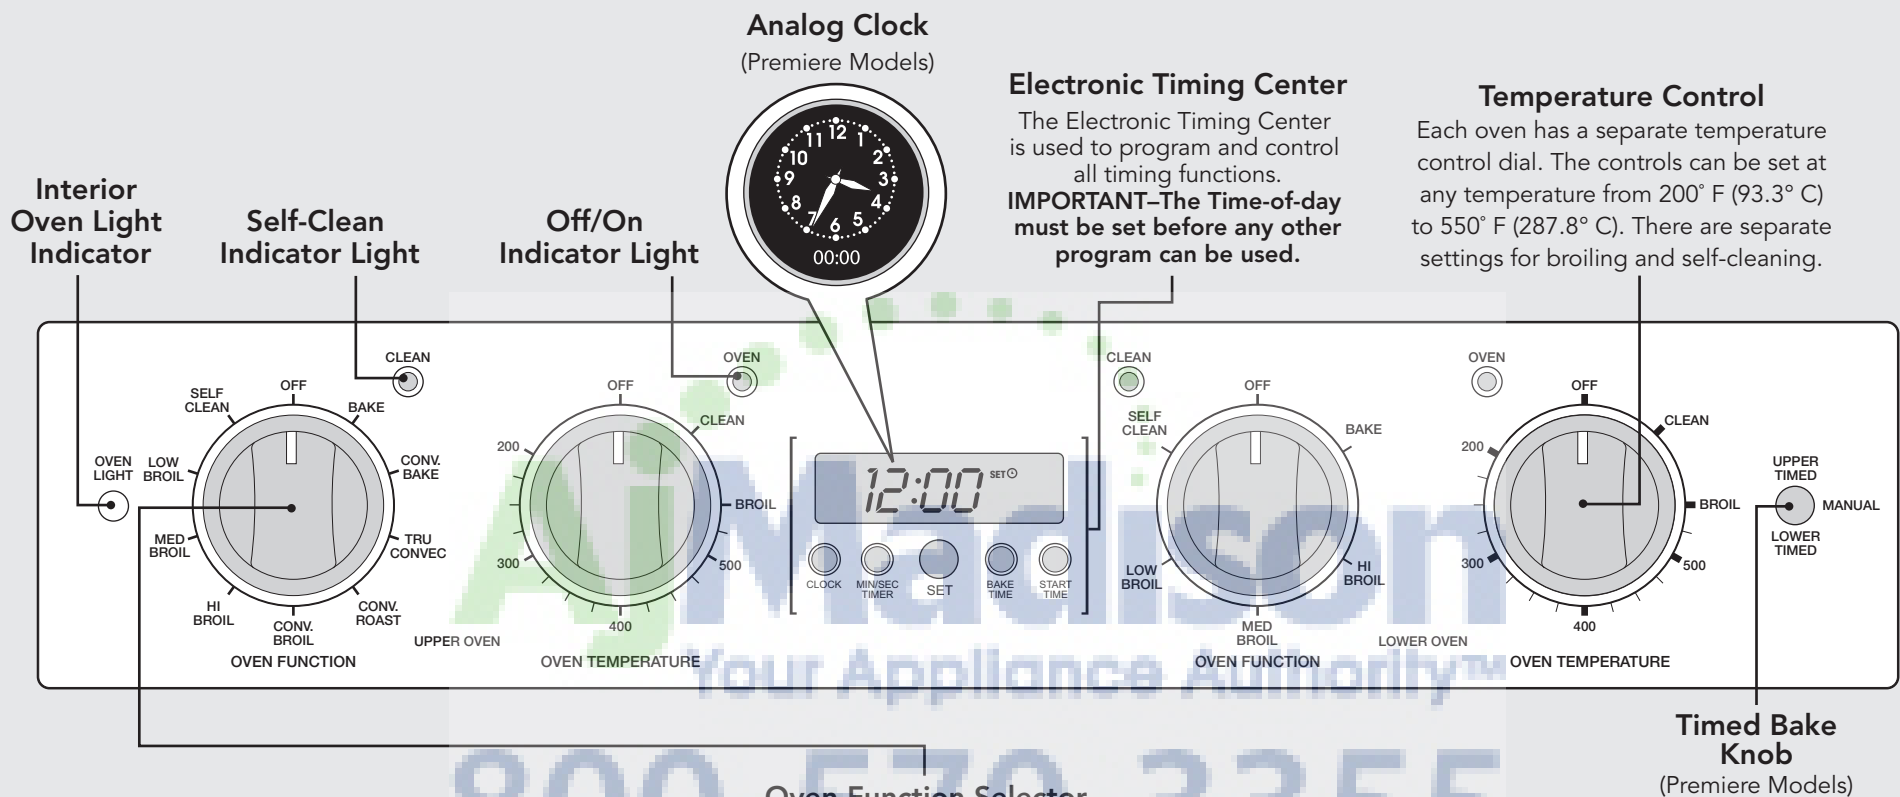 Analog Clock
(Premiere Models)
12
1
2
3
4
5
6
7
8
9
10
11
00:00
Electronic Timing Center
The Electronic Timing Center
is used to program and control
all timing functions.
IMPORTANT–The Time-of-day
must be set before any other
program can be used.
Temperature Control
Each oven has a separate temperature
control dial. The controls can be set at
any temperature from 200˚ F (93.3° C)
to 550˚ F (287.8° C). There are separate
settings for broiling and self-cleaning.
Interior
Oven Light
Indicator
Self-Clean
Indicator Light
Off/On
Indicator Light
OVEN
LIGHT
CLEAN
OFF
BAKE
CONV.
BAKE
TRU
CONVEC
CONV.
ROAST
CONV.
BROIL
HI
BROIL
MED
BROIL
LOW
BROIL
SELF
CLEAN
OVEN FUNCTION
UPPER OVEN
OVEN
OFF
CLEAN
BROIL
500
400
300
200
OVEN TEMPERATURE
12:00
SET
CLOCK
MIN/SEC
TIMER
SET
BAKE
TIME
START
TIME
CLEAN
OFF
BAKE
HI
BROIL
MED
BROIL
LOW
BROIL
SELF
CLEAN
OVEN FUNCTION
LOWER OVEN
OVEN
OFF
CLEAN
BROIL
500
400
300
200
OVEN TEMPERATURE
UPPER
TIMED
MANUAL
LOWER
TIMED
Timed Bake
Knob
(Premiere Models)
Oven Function Selector
AjMadison
Your Appliance Authority™
800-570-3355